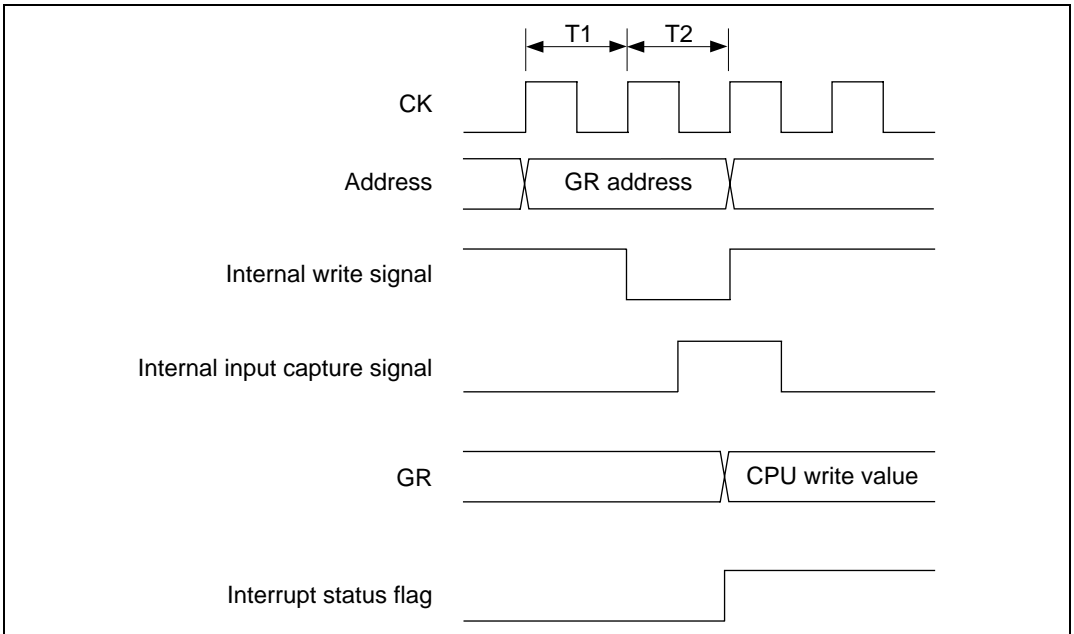 T1 T2
CK
Address GR address
Internal write signal
Internal input capture signal
GR CPU write value
Interrupt status flag